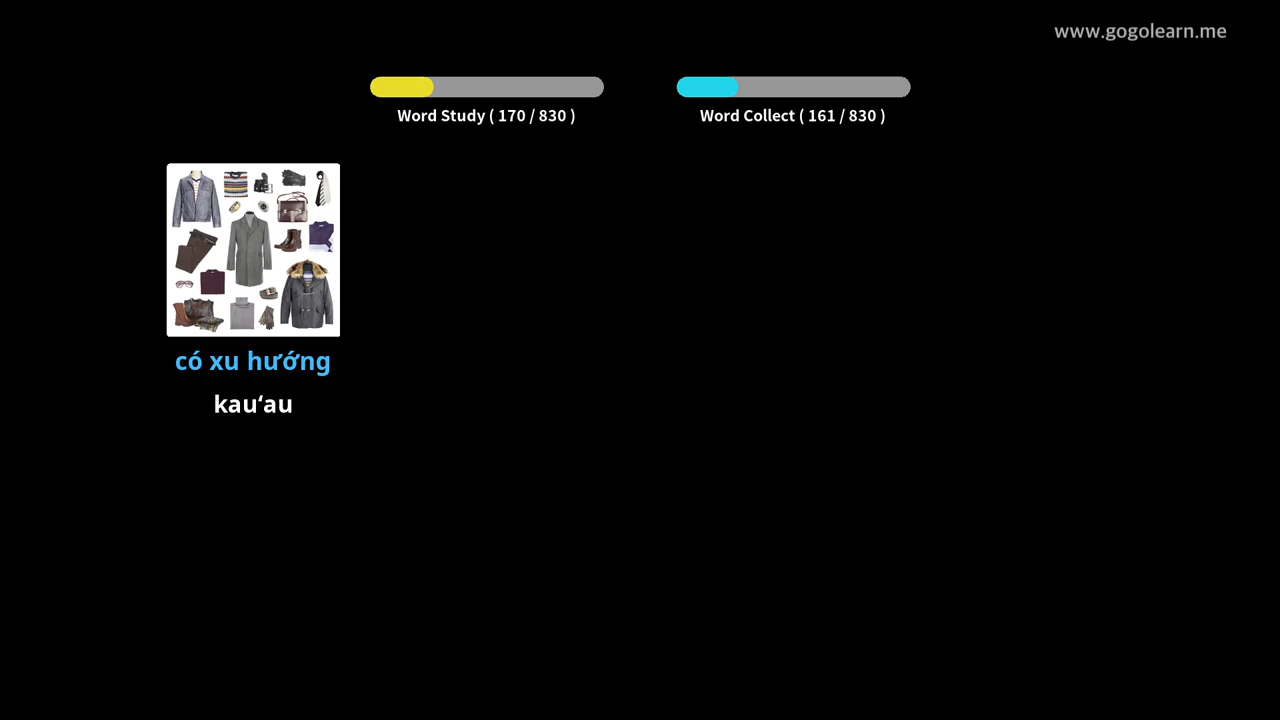 www.gogolearn.me
Word Study ( 170 / 830 )
Word Collect ( 161 / 830 )
có xu hướng
kauʻau